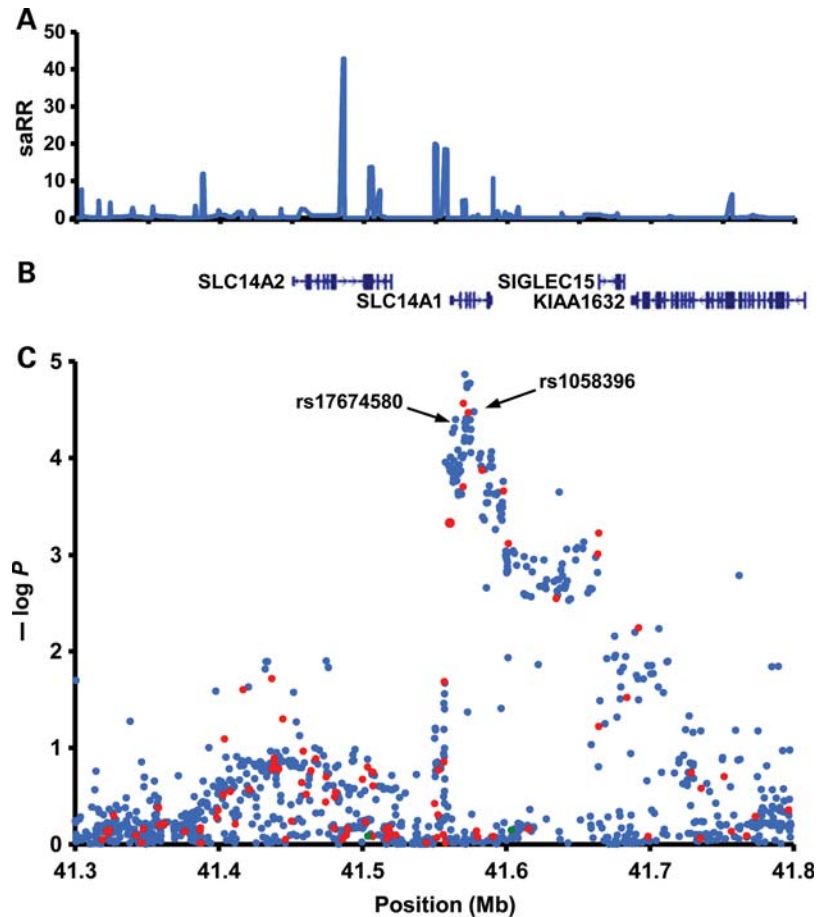 A
50
40
30
20
10
0
saRR
B
SLC14A2
SIGLEC15
SLC14A1
KIAA1632
C
5
4
3
2
1
0
— log P
rs17674580
rs1058396
41.3 41.4 41.5 41.6 41.7 41.8
Position (Mb)